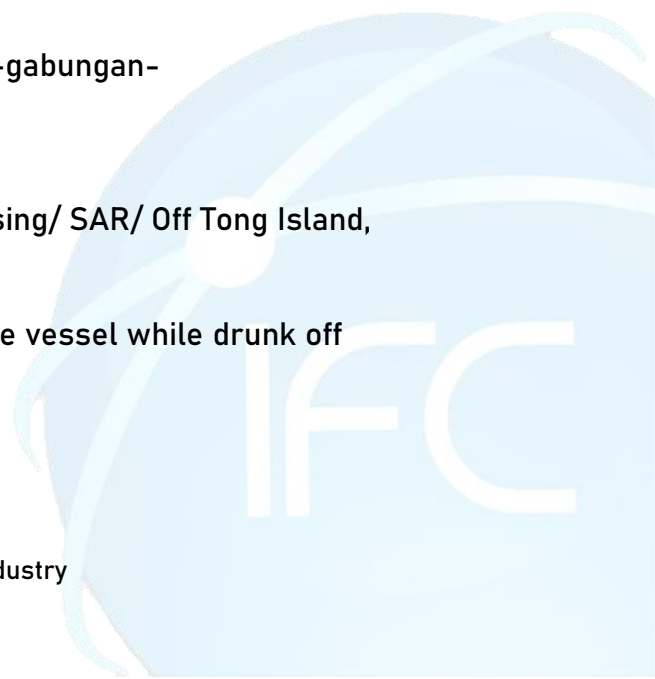 -gabungan-
sing/ SAR/ Off Tong Island,
e vessel while drunk off
IFC
dustry